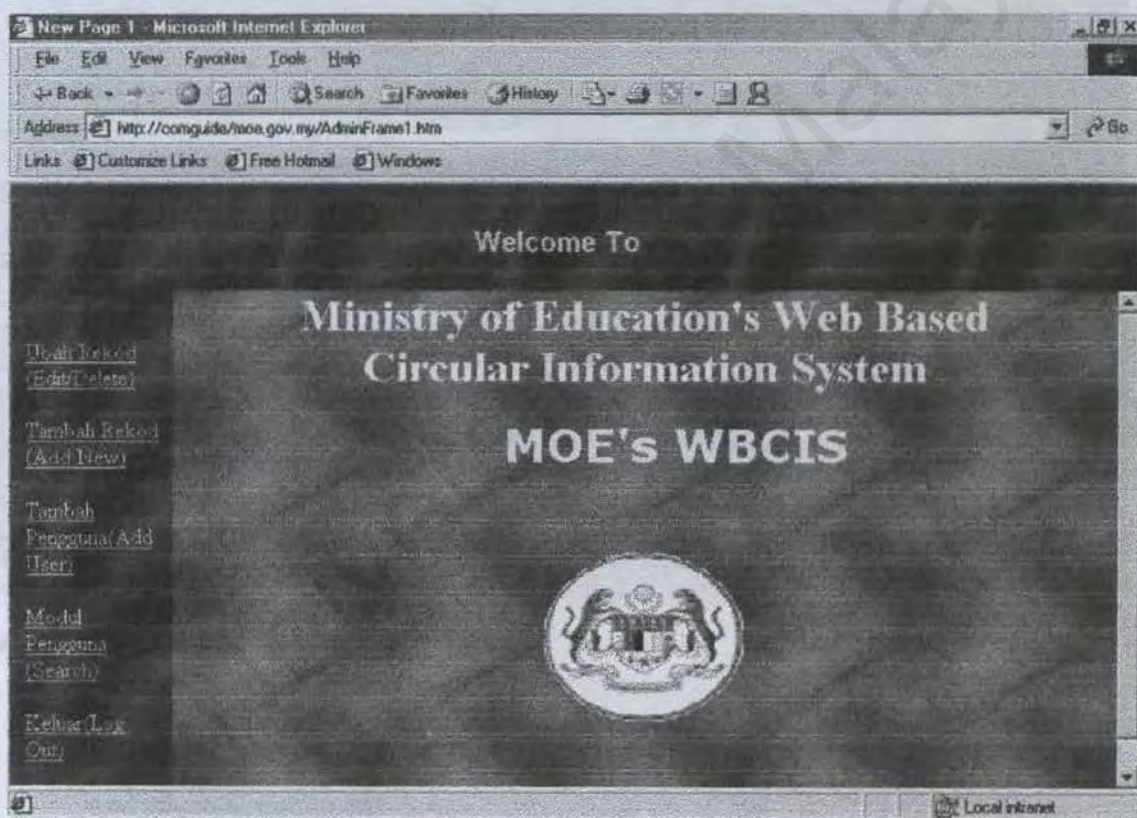 New Page 1 - Microsoft Internet Explorer
File Edit View Favorites Tools Help
Back Search Favorites History
Address http://comguide/moe.gov.my/AdminFrame1.htm Go
Links Customize Links Free Hotmail Windows
Welcome To
Ministry of Education's Web Based
Circular Information System
MOE's WBCIS
Ubah Rekod
(Edit/Delete)
Tambah Rekod
(Add New)
Tambah
Pengguna(Add
User)
Modul
Pengguna
(Search)
Keluar(Log
Out)
Local intranet